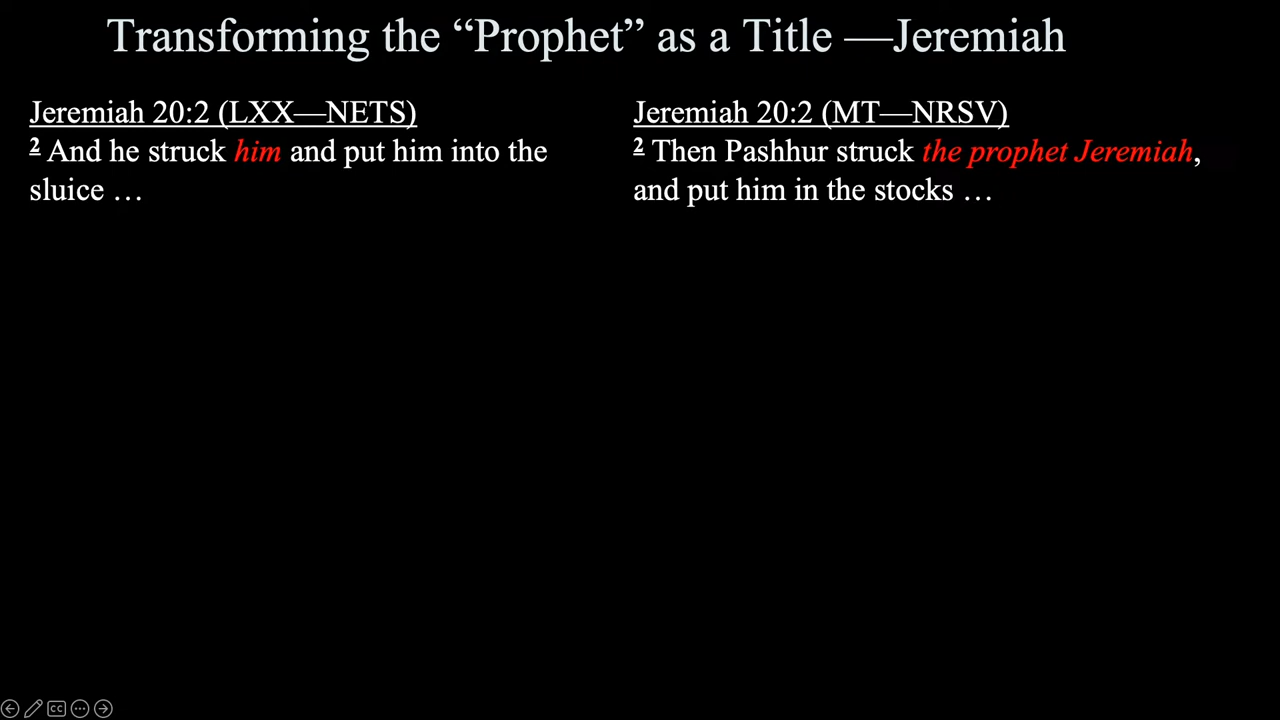 Transforming the “Prophet” as a Title —Jeremiah
Jeremiah 20:2 (LXX—NETS)
2 And he struck him and put him into the
sluice …
Jeremiah 20:2 (MT—NRSV)
2 Then Pashhur struck the prophet Jeremiah,
and put him in the stocks …
CC